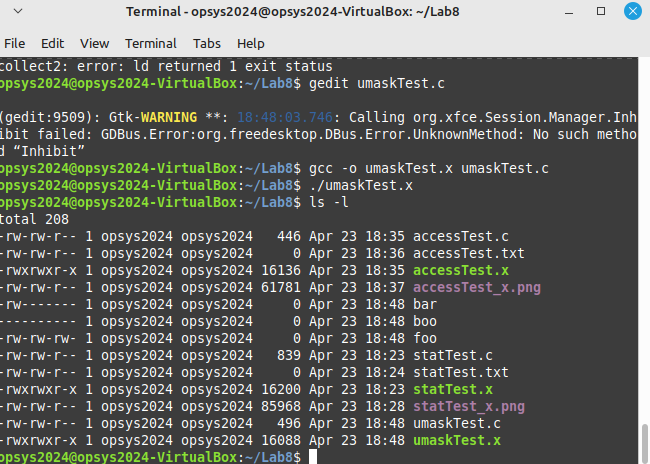 Terminal - opsys2024@opsys2024-VirtualBox: ~/Lab8
File Edit View Terminal Tabs Help
collect2: error: ld returned 1 exit status
opsys2024@opsys2024-VirtualBox:~/Lab8$ gedit umaskTest.c
(gedit:9509): Gtk-WARNING **: 18:48:03.746: Calling org.xfce.Session.Manager.Inh
ibit failed: GDBus.Error:org.freedesktop.DBus.Error.UnknownMethod: No such metho
d “Inhibit”
opsys2024@opsys2024-VirtualBox:~/Lab8$ gcc -o umaskTest.x umaskTest.c
opsys2024@opsys2024-VirtualBox:~/Lab8$ ./umaskTest.x
opsys2024@opsys2024-VirtualBox:~/Lab8$ ls -l
total 208
-rw-rw-r-- 1 opsys2024 opsys2024   446 Apr 23 18:35 accessTest.c
-rw-rw-r-- 1 opsys2024 opsys2024     0 Apr 23 18:36 accessTest.txt
-rwxrwxr-x 1 opsys2024 opsys2024 16136 Apr 23 18:35 accessTest.x
-rw-rw-r-- 1 opsys2024 opsys2024 61781 Apr 23 18:37 accessTest_x.png
-rw------- 1 opsys2024 opsys2024     0 Apr 23 18:48 bar
---------- 1 opsys2024 opsys2024     0 Apr 23 18:48 boo
-rw-rw-rw- 1 opsys2024 opsys2024     0 Apr 23 18:48 foo
-rw-rw-r-- 1 opsys2024 opsys2024   839 Apr 23 18:23 statTest.c
-rw-rw-r-- 1 opsys2024 opsys2024     0 Apr 23 18:24 statTest.txt
-rwxrwxr-x 1 opsys2024 opsys2024 16200 Apr 23 18:23 statTest.x
-rw-rw-r-- 1 opsys2024 opsys2024 85968 Apr 23 18:28 statTest_x.png
-rw-rw-r-- 1 opsys2024 opsys2024   496 Apr 23 18:48 umaskTest.c
-rwxrwxr-x 1 opsys2024 opsys2024 16088 Apr 23 18:48 umaskTest.x
opsys2024@opsys2024-VirtualBox:~/Lab8$